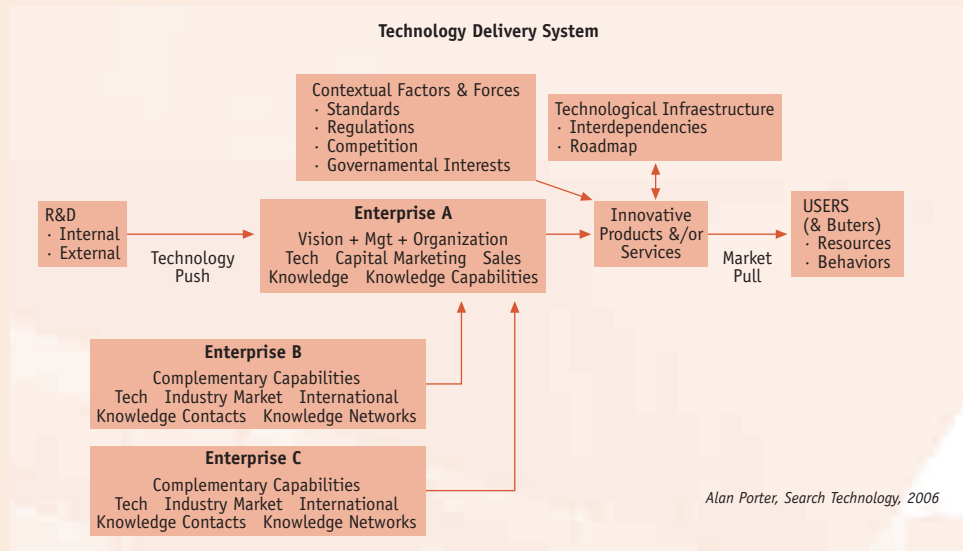 Technology Delivery System
Contextual Factors & Forces
· Standards
· Regulations
· Competition
· Governamental Interests
Technological Infraestructure
· Interdependencies
· Roadmap
R&D
· Internal
· External
Technology
Push
Enterprise A
Vision + Mgt + Organization
Tech Capital Marketing Sales
Knowledge Knowledge Capabilities
Innovative
Products &/or
Services
Market
Pull
USERS
(& Buters)
· Resources
· Behaviors
Enterprise B
Complementary Capabilities
Tech Industry Market International
Knowledge Contacts Knowledge Networks
Enterprise C
Complementary Capabilities
Tech Industry Market International
Knowledge Contacts Knowledge Networks
Alan Porter, Search Technology, 2006